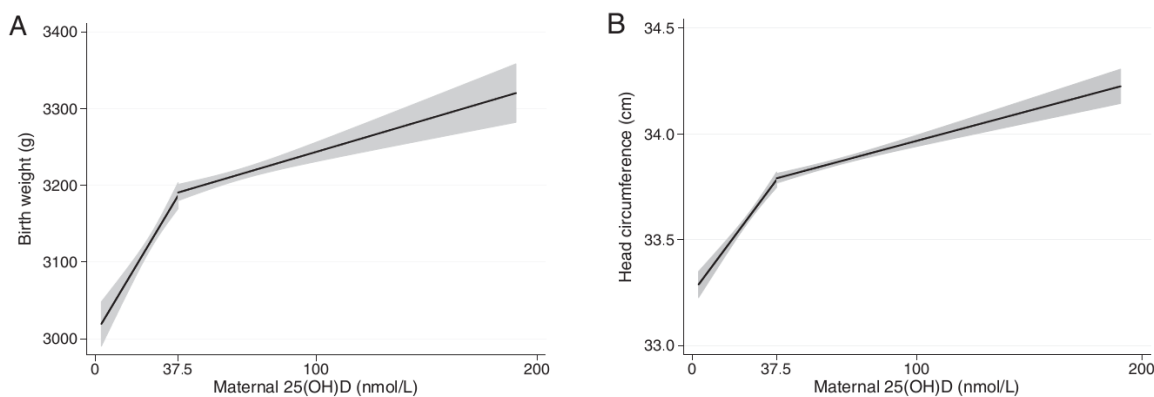 A
3400
3300
3200
3100
3000
Birth weight (g)
0 37.5 100 200
Maternal 25(OH)D (nmol/L)
B
34.5
34.0
33.5
33.0
Head circumference (cm)
0 37.5 100 200
Maternal 25(OH)D (nmol/L)